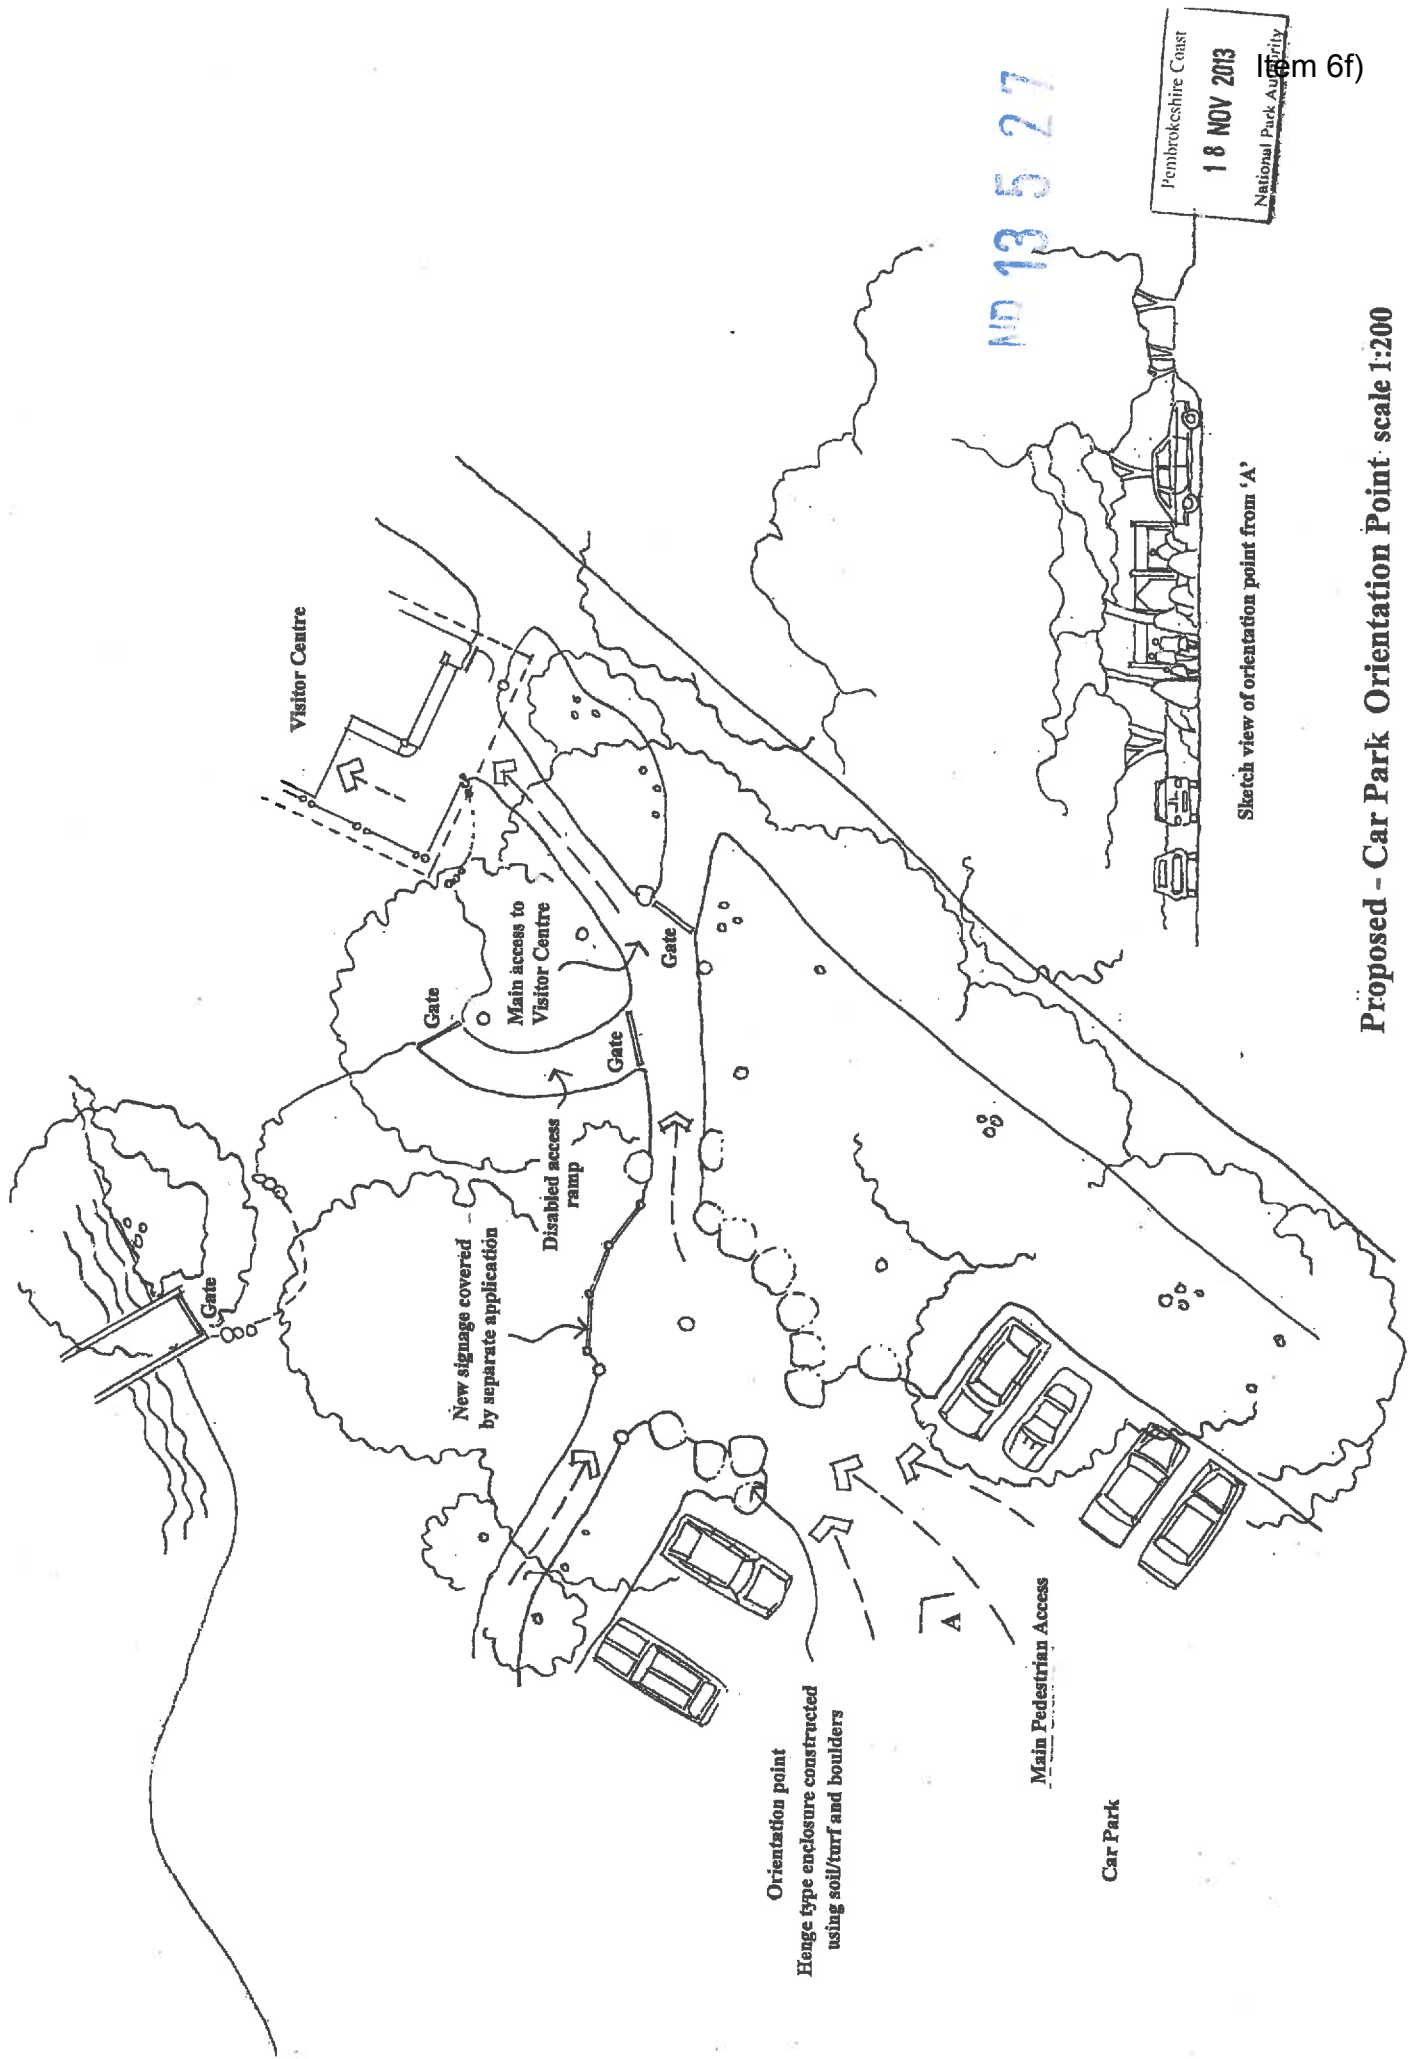 Item 6f)
Pembrokeshire Coast
18 NOV 2013
National Park Authority
ND 13 5 27
Visitor Centre
Gate
Main access to
Visitor Centre
Gate
Gate
Disabled access
ramp
Gate
New signage covered
by separate application
Orientation point
Henge type enclosure constructed
using soil/turf and boulders
A
Main Pedestrian Access
Car Park
Sketch view of orientation point from 'A'
Proposed - Car Park Orientation Point scale 1:200